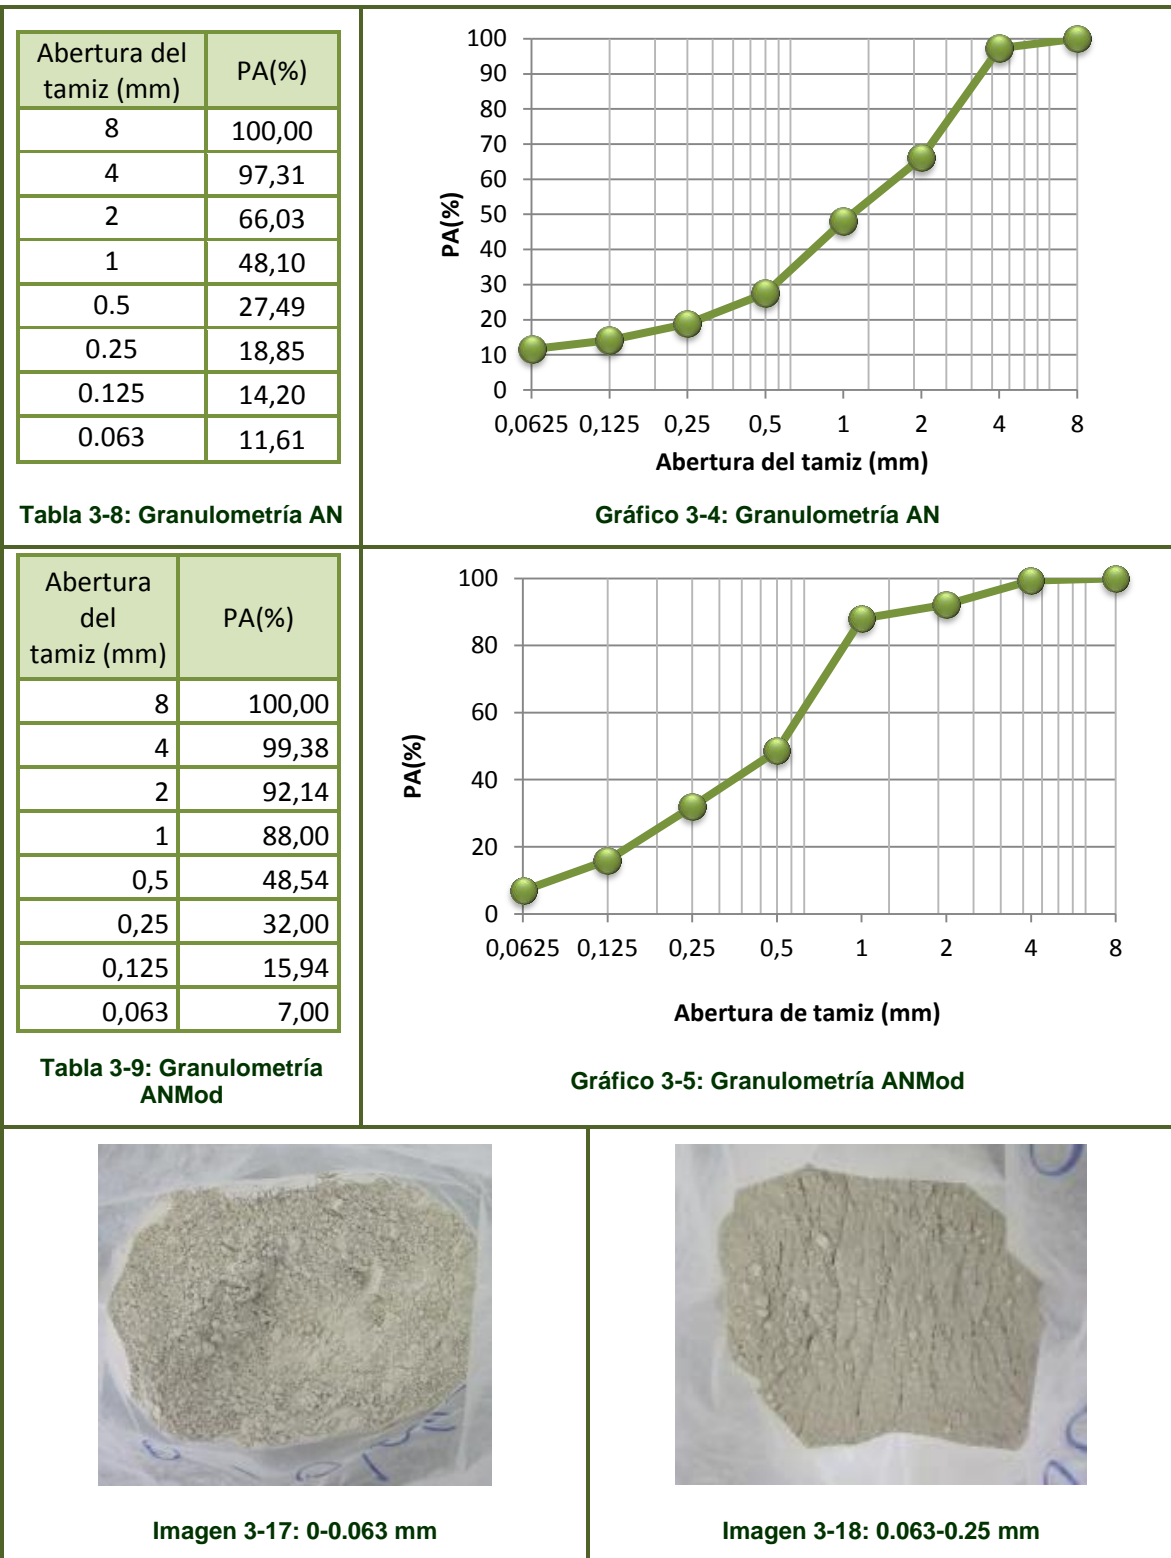 Abertura del
tamiz (mm)
PA(%)
8 100,00
4 97,31
2 66,03
1 48,10
0.5 27,49
0.25 18,85
0.125 14,20
0.063 11,61
Tabla 3-8: Granulometría AN
100
90
80
70
60
50
40
30
20
10
0
PA(%)
0,0625 0,125 0,25 0,5 1 2 4 8
Abertura del tamiz (mm)
Gráfico 3-4: Granulometría AN
Abertura
del
tamiz (mm)
PA(%)
8 100,00
4 99,38
2 92,14
1 88,00
0,5 48,54
0,25 32,00
0,125 15,94
0,063 7,00
Tabla 3-9: Granulometría
ANMod
100
80
60
40
20
0
PA(%)
0,0625 0,125 0,25 0,5 1 2 4 8
Abertura de tamiz (mm)
Gráfico 3-5: Granulometría ANMod
Imagen 3-17: 0-0.063 mm
Imagen 3-18: 0.063-0.25 mm